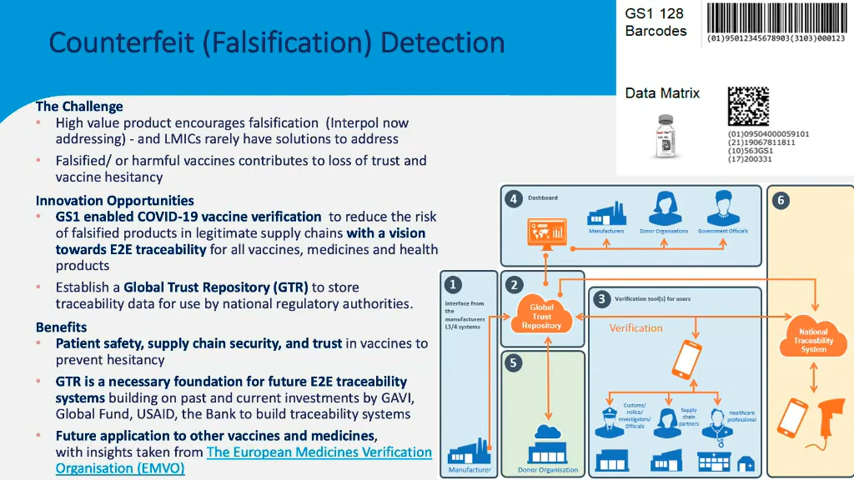 Counterfeit (Falsification) Detection
GS1 128
Barcodes
(01)95012345678903(3103)000123
Data Matrix
(01)09504000059101
(21)19067811811
(10)563GS1
(17)200331
The Challenge
• High value product encourages falsification (Interpol now
addressing) - and LMICs rarely have solutions to address
• Falsified/ or harmful vaccines contributes to loss of trust and
vaccine hesitancy
Innovation Opportunities
• GS1 enabled COVID-19 vaccine verification to reduce the risk
of falsified products in legitimate supply chains with a vision
towards E2E traceability for all vaccines, medicines and health
products
• Establish a Global Trust Repository (GTR) to store
traceability data for use by national regulatory authorities.
Benefits
• Patient safety, supply chain security, and trust in vaccines to
prevent hesitancy
• GTR is a necessary foundation for future E2E traceability
systems building on past and current investments by GAVI,
Global Fund, USAID, the Bank to build traceability systems
• Future application to other vaccines and medicines,
with insights taken from The European Medicines Verification
Organisation (EMVO)
4
Dashboard
Manufacturers
Donor Organisations
Government Officials
6
1
Interface from
the
manufacturers
L3/4 systems
2
Global
Trust
Repository
3
Verification tool(s) for users
Verification
National
Traceability
System
5
Customs/
Police/
Investigators/
Officials
Supply
chain
partners
Healthcare
professional
Manufacturer
Donor Organisation